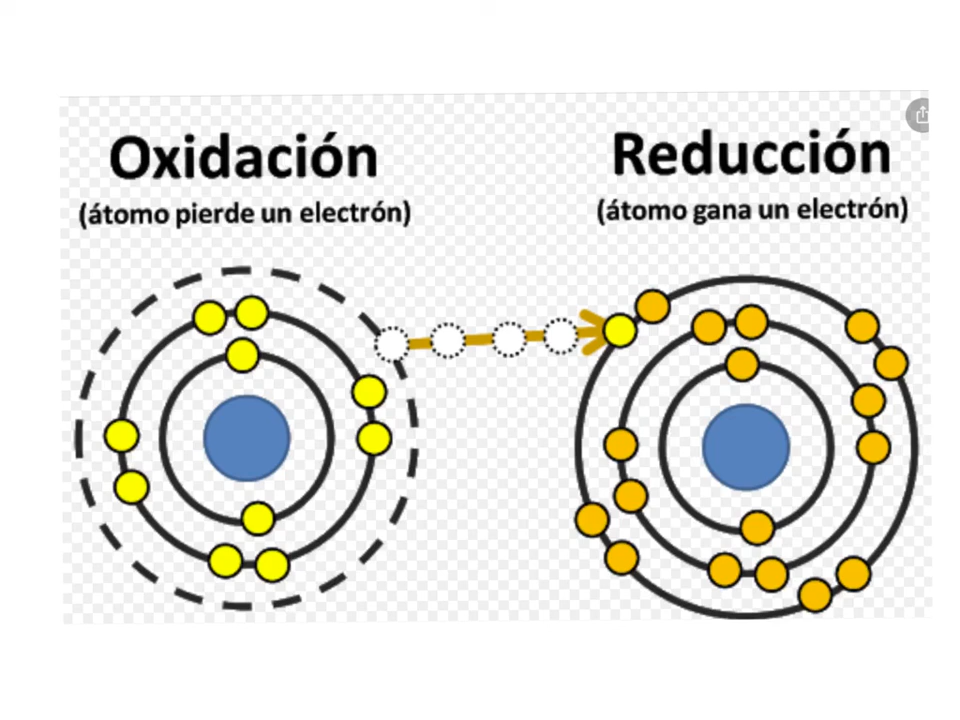 Oxidación
(átomo pierde un electrón)
Reducción
(átomo gana un electrón)